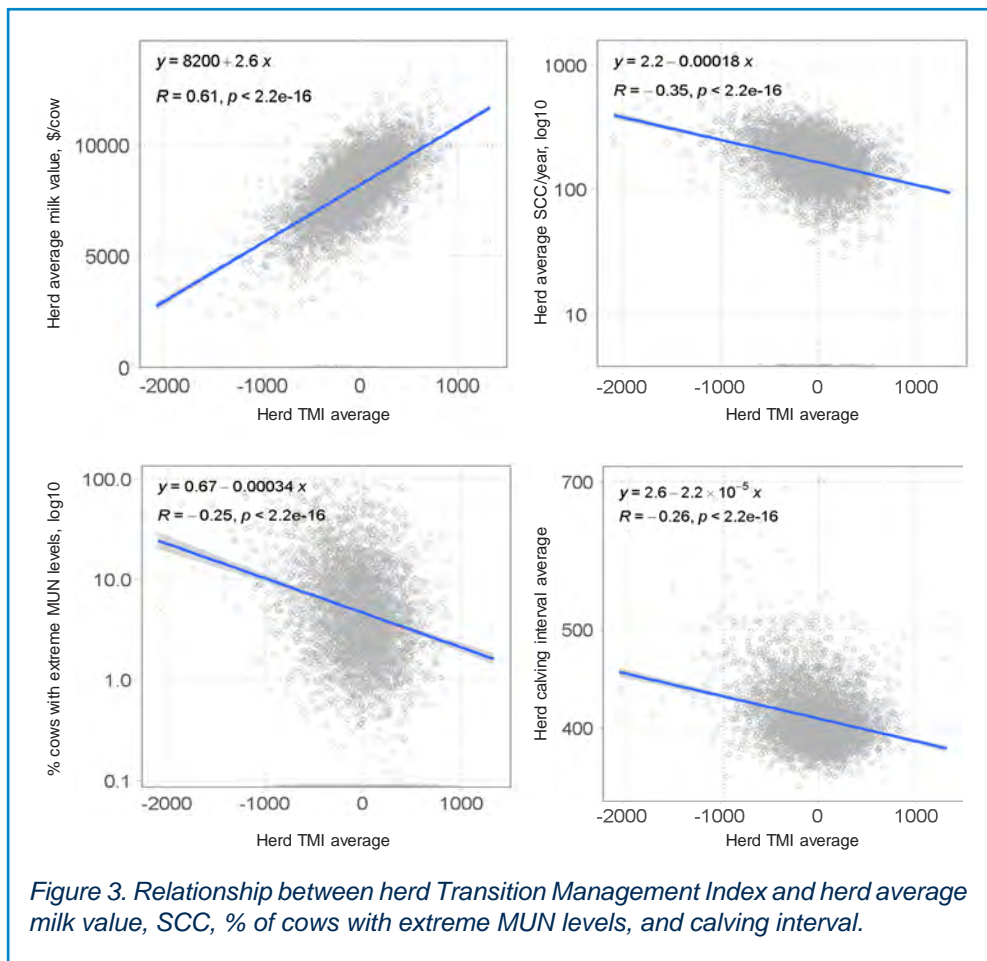 y = 8200 + 2.6 x
R = 0.61, p < 2.2e-16
Herd average milk value, $/cow
10000
5000
0
-2000 -1000 0 1000
Herd TMI average
y = 2.2 − 0.00018 x
R = −0.35, p < 2.2e-16
Herd average SCC/year, log10
1000
100
10
-2000 -1000 0 1000
Herd TMI average
y = 0.67 − 0.00034 x
R = −0.25, p < 2.2e-16
% cows with extreme MUN levels, log10
100.0
10.0
1.0
0.1
-2000 -1000 0 1000
Herd TMI average
y = 2.6 − 2.2 × 10⁻⁵ x
R = −0.26, p < 2.2e-16
Herd calving interval average
700
500
400
-2000 -1000 0 1000
Herd TMI average
Figure 3. Relationship between herd Transition Management Index and herd average
milk value, SCC, % of cows with extreme MUN levels, and calving interval.